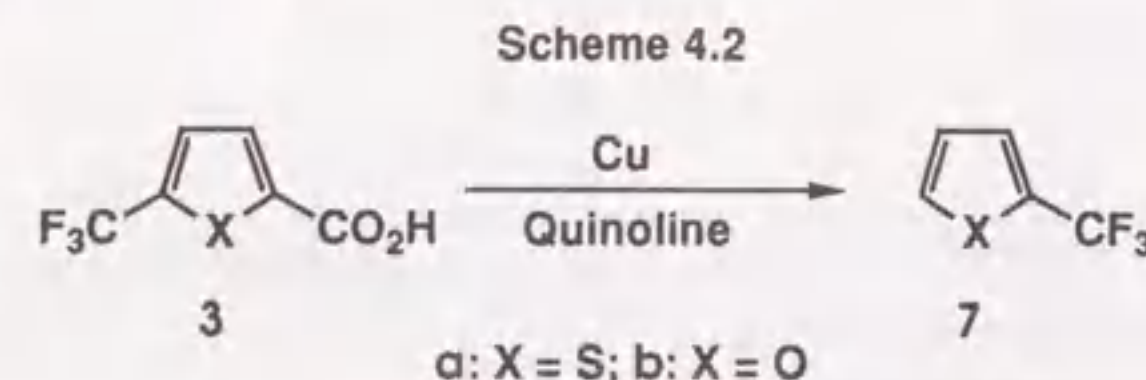 Scheme 4.2
Cu
F₃C X CO₂H Quinoline X CF₃
3 7
a: X = S; b: X = O